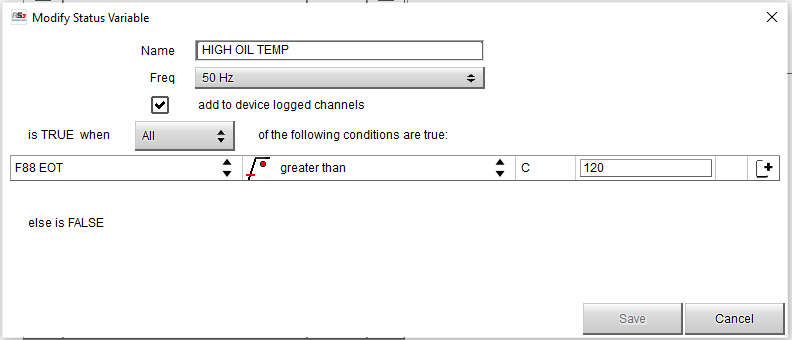 Modify Status Variable
Name HIGH OIL TEMP
Freq 50 Hz
add to device logged channels
is TRUE when All of the following conditions are true:
F88 EOT greater than C 120
else is FALSE
Save Cancel